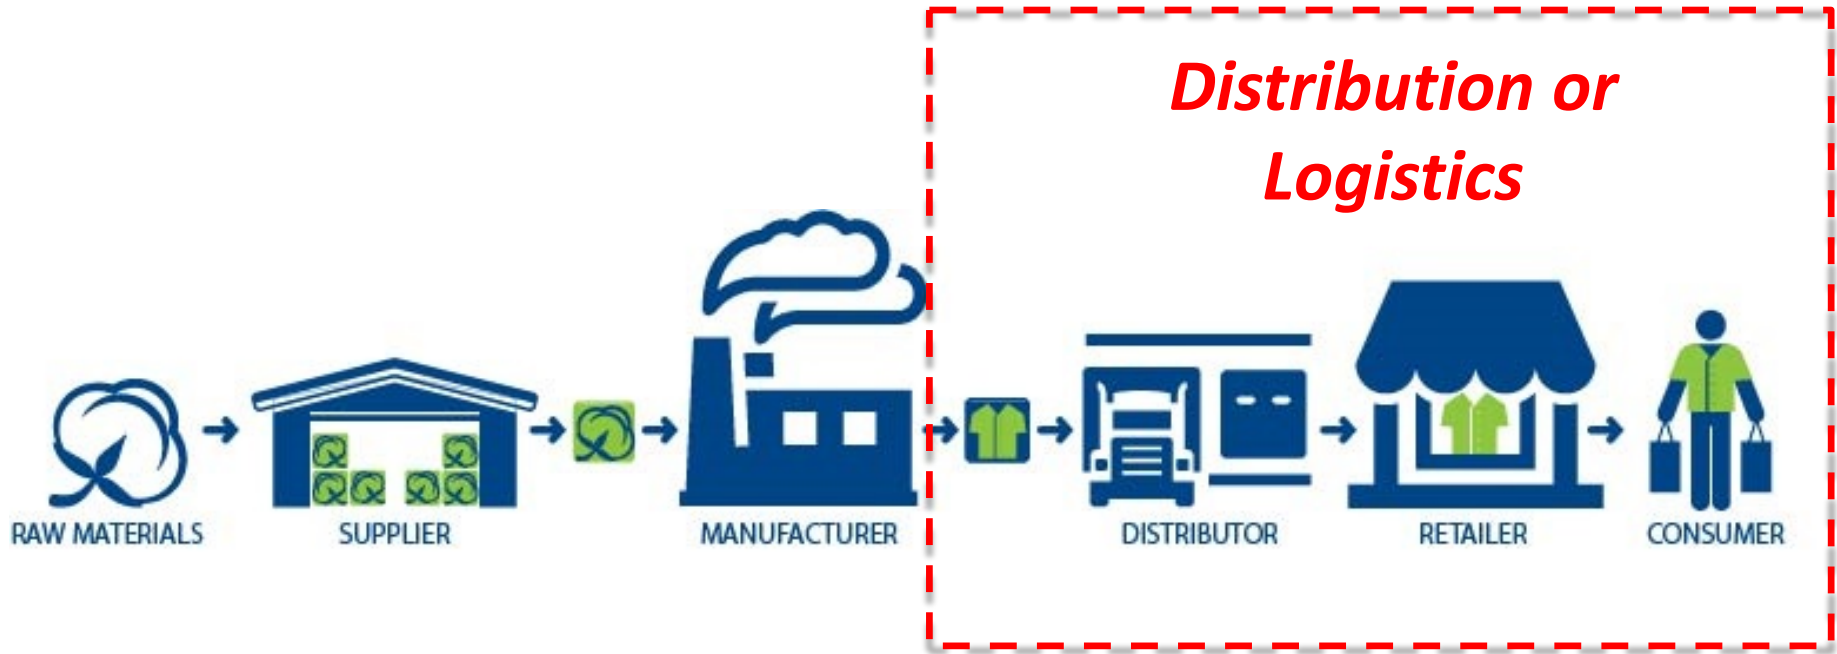 Distribution or
Logistics
RAW MATERIALS
SUPPLIER
MANUFACTURER
DISTRIBUTOR
RETAILER
CONSUMER